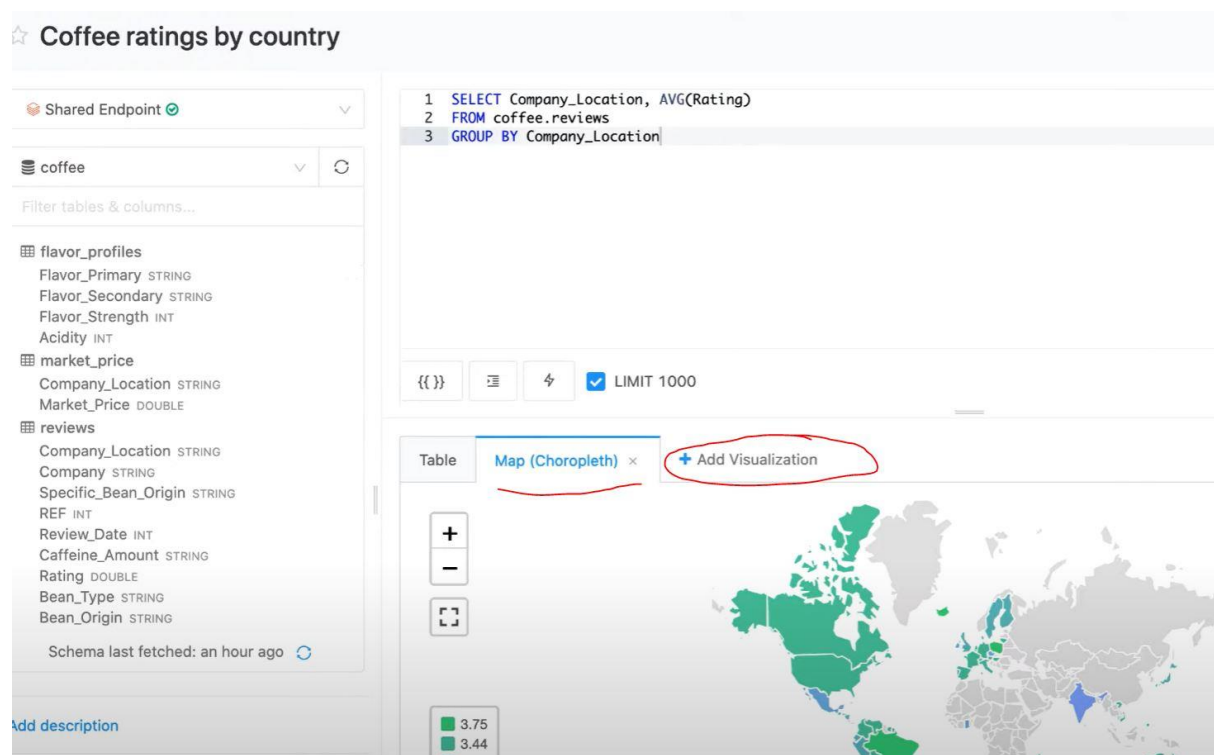 Coffee ratings by country
Shared Endpoint
coffee
Filter tables & columns...
flavor_profiles
Flavor_Primary STRING
Flavor_Secondary STRING
Flavor_Strength INT
Acidity INT
market_price
Company_Location STRING
Market_Price DOUBLE
reviews
Company_Location STRING
Company STRING
Specific_Bean_Origin STRING
REF INT
Review_Date INT
Caffeine_Amount STRING
Rating DOUBLE
Bean_Type STRING
Bean_Origin STRING
Schema last fetched: an hour ago
Add description
1 SELECT Company_Location, AVG(Rating)
2 FROM coffee.reviews
3 GROUP BY Company_Location
{{ }} LIMIT 1000
Table Map (Choropleth) × + Add Visualization
+
−
3.75
3.44